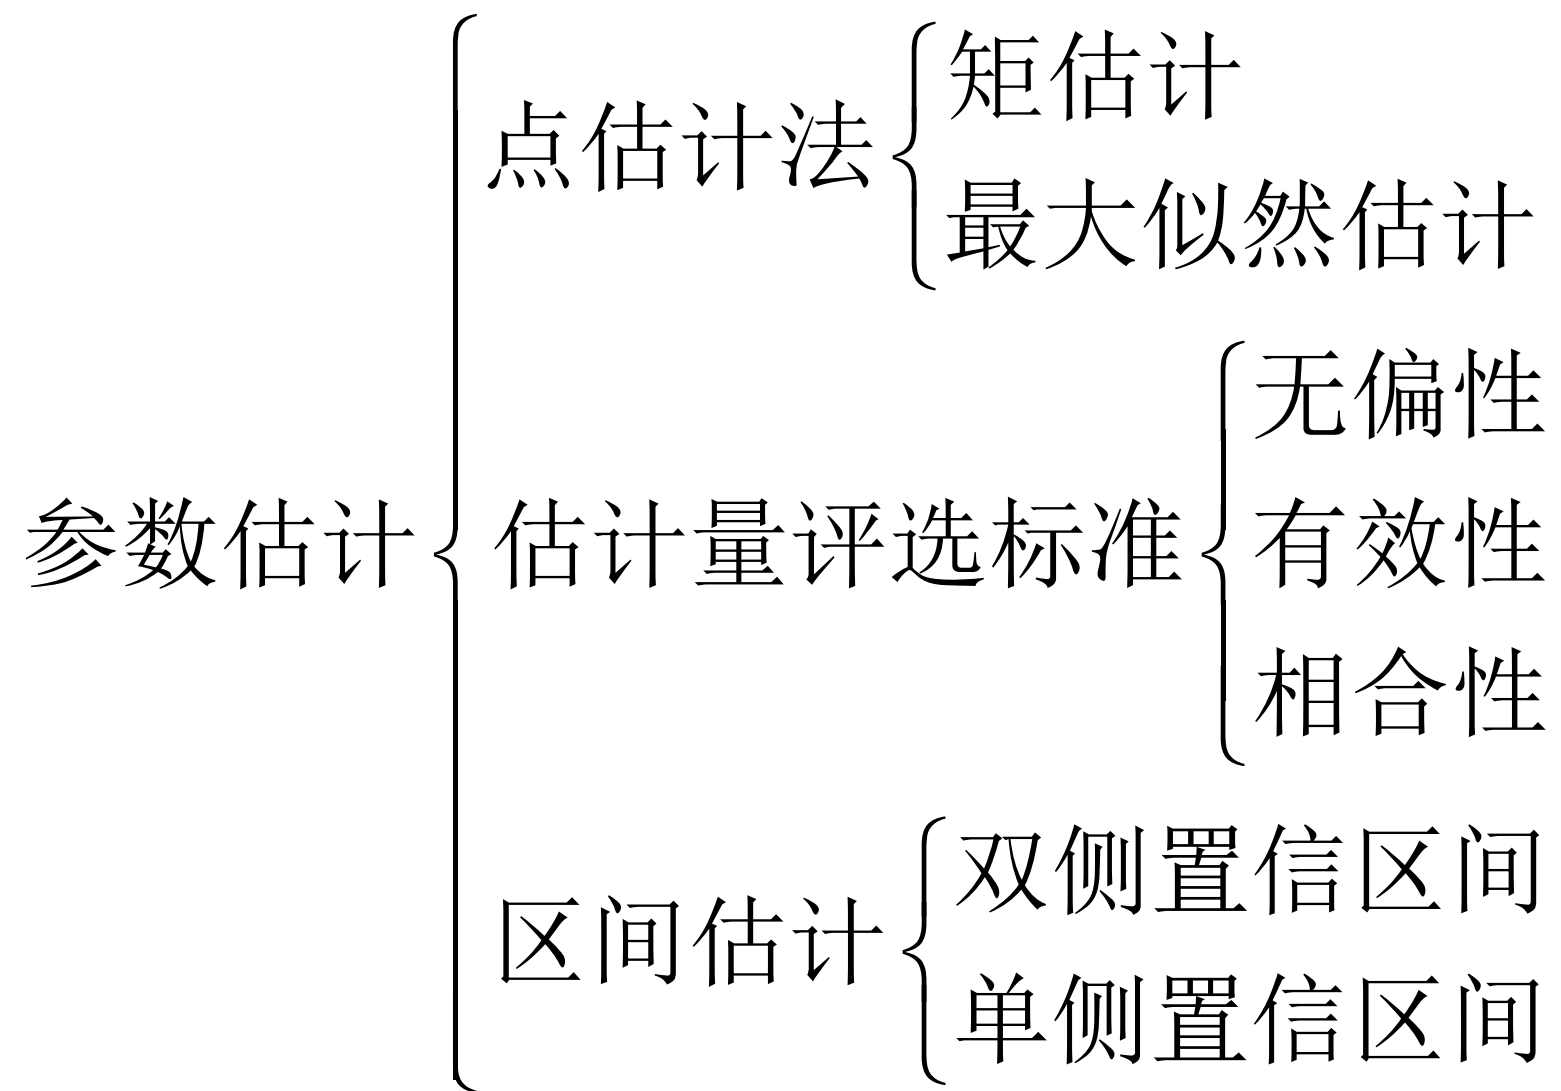 参数估计
点估计法
矩估计
最大似然估计
估计量评选标准
无偏性
有效性
相合性
区间估计
双侧置信区间
单侧置信区间